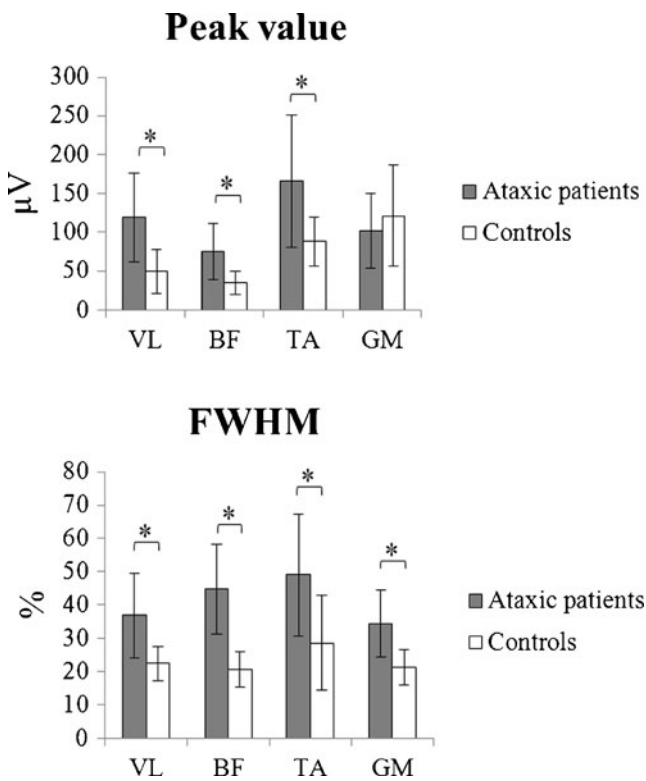 Peak value
300
250
200
150
100
50
0
μV
*
*
*
VL BF TA GM
Ataxic patients
Controls
FWHM
80
70
60
50
40
30
20
10
0
%
*
*
*
*
VL BF TA GM
Ataxic patients
Controls